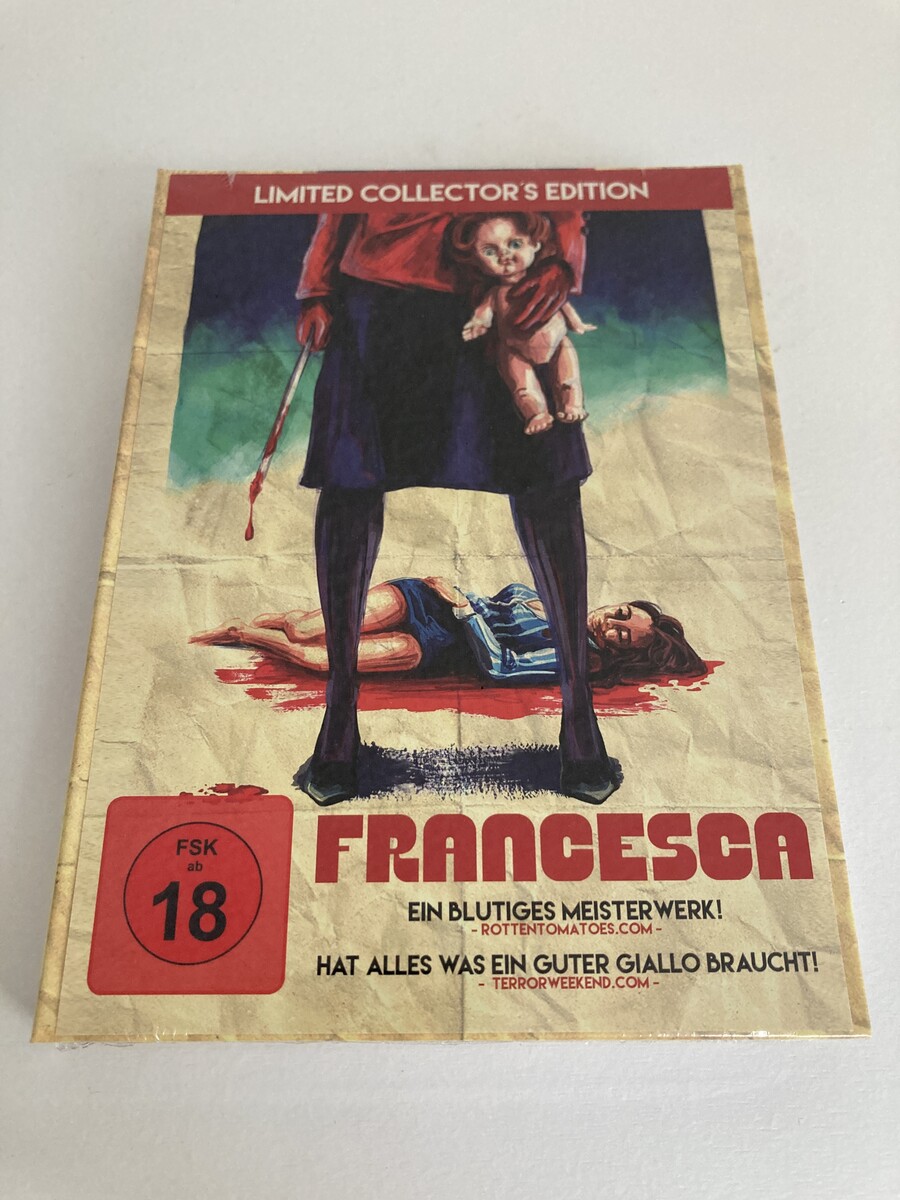 LIMITED COLLECTOR'S EDITION
FRANCESCA
FSK
ab
18
EIN BLUTIGES MEISTERWERK!
- ROTTENTOMATOES.COM -
HAT ALLES WAS EIN GUTER GIALLO BRAUCHT!
- TERRORWEEKEND.COM -